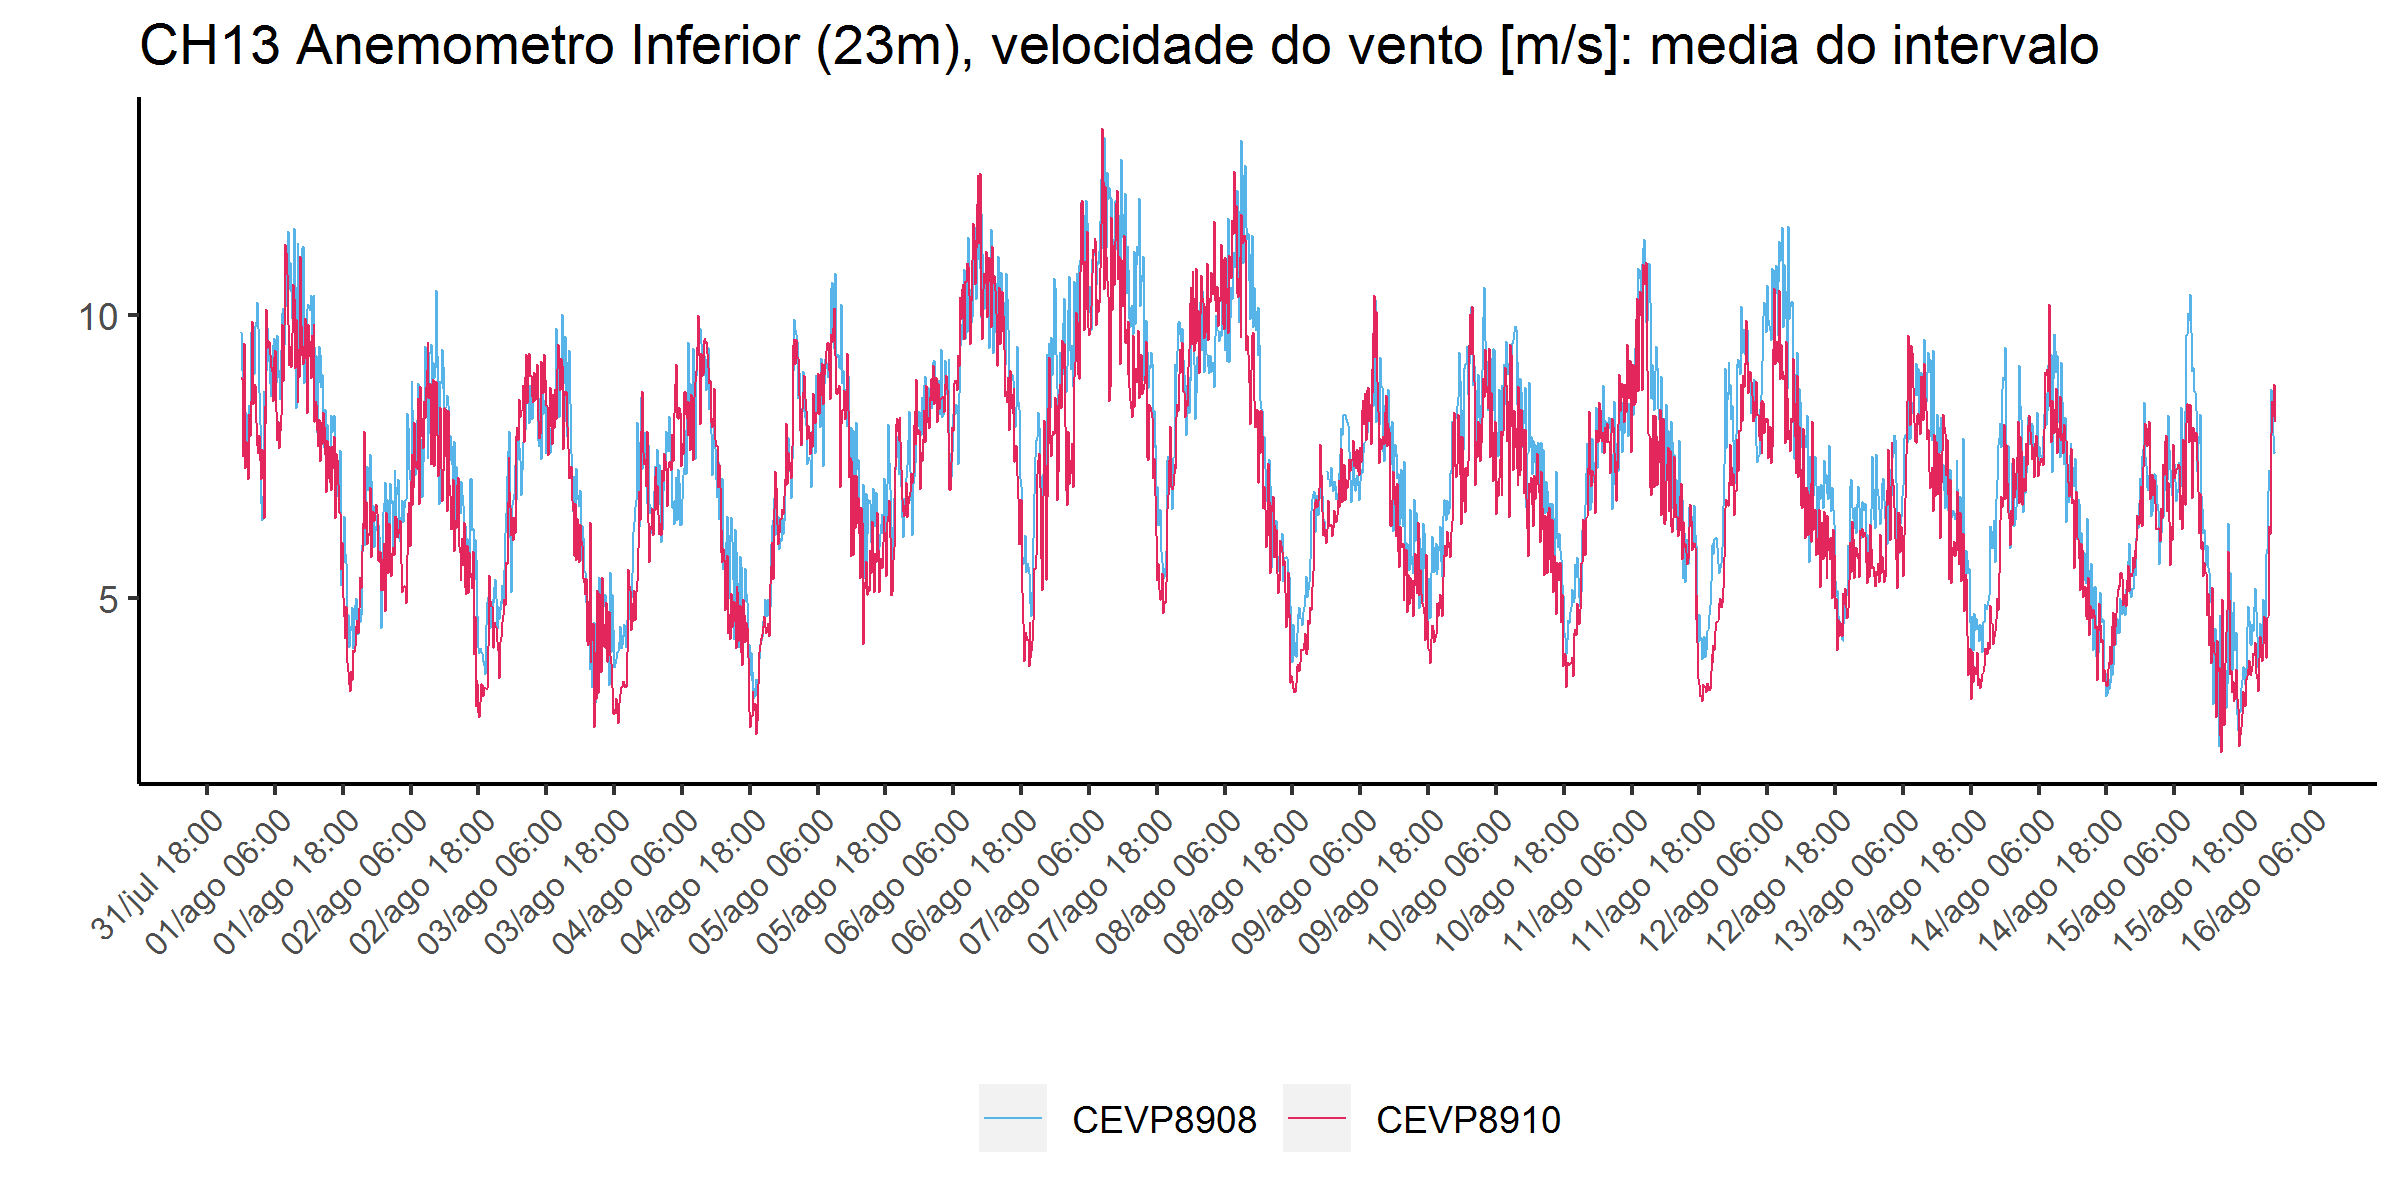 CH13 Anemometro Inferior (23m), velocidade do vento [m/s]: media do intervalo
10
5
31/jul 18:00
01/ago 06:00
01/ago 18:00
02/ago 06:00
02/ago 18:00
03/ago 06:00
03/ago 18:00
04/ago 06:00
04/ago 18:00
05/ago 06:00
05/ago 18:00
06/ago 06:00
06/ago 18:00
07/ago 06:00
07/ago 18:00
08/ago 06:00
08/ago 18:00
09/ago 06:00
09/ago 18:00
10/ago 06:00
10/ago 18:00
11/ago 06:00
11/ago 18:00
12/ago 06:00
12/ago 18:00
13/ago 06:00
13/ago 18:00
14/ago 06:00
14/ago 18:00
15/ago 06:00
15/ago 18:00
16/ago 06:00
CEVP8908 CEVP8910